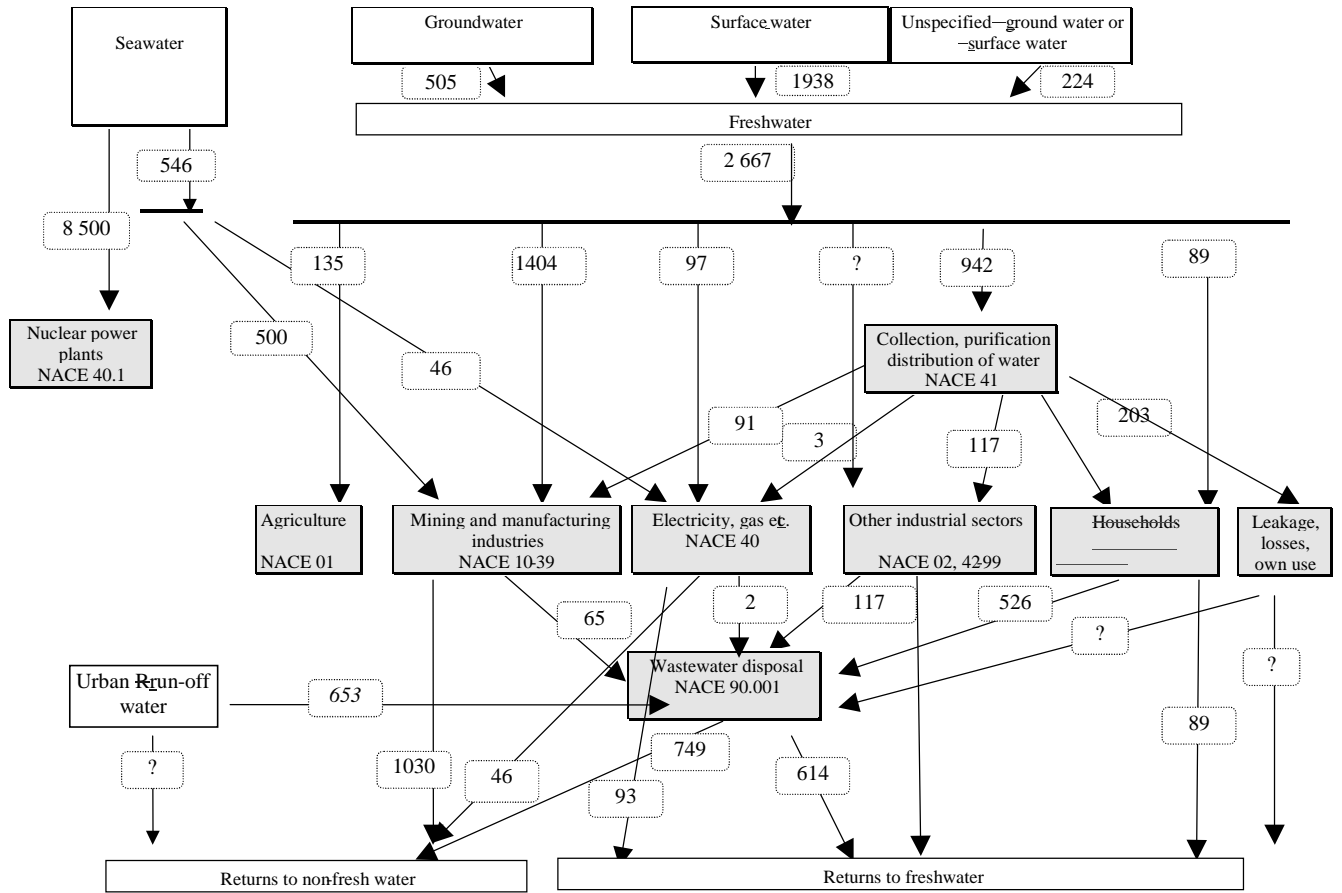 Seawater
Groundwater
Surface water
Unspecified—ground water or
–surface water
505
1938
224
Freshwater
546
2 667
8 500
135
1404
97
?
942
89
500
46
Nuclear power
plants
NACE 40.1
Collection, purification
distribution of water
NACE 41
91
3
117
203
Agriculture
NACE 01
Mining and manufacturing
industries
NACE 10-39
Electricity, gas etc.
NACE 40
Other industrial sectors
NACE 02, 42-99
Households
Leakage,
losses,
own use
65
2
117
526
?
?
Urban Rrun-off
water
653
Wastewater disposal
NACE 90.001
?
1030
46
749
93
614
89
Returns to non-fresh water
Returns to freshwater